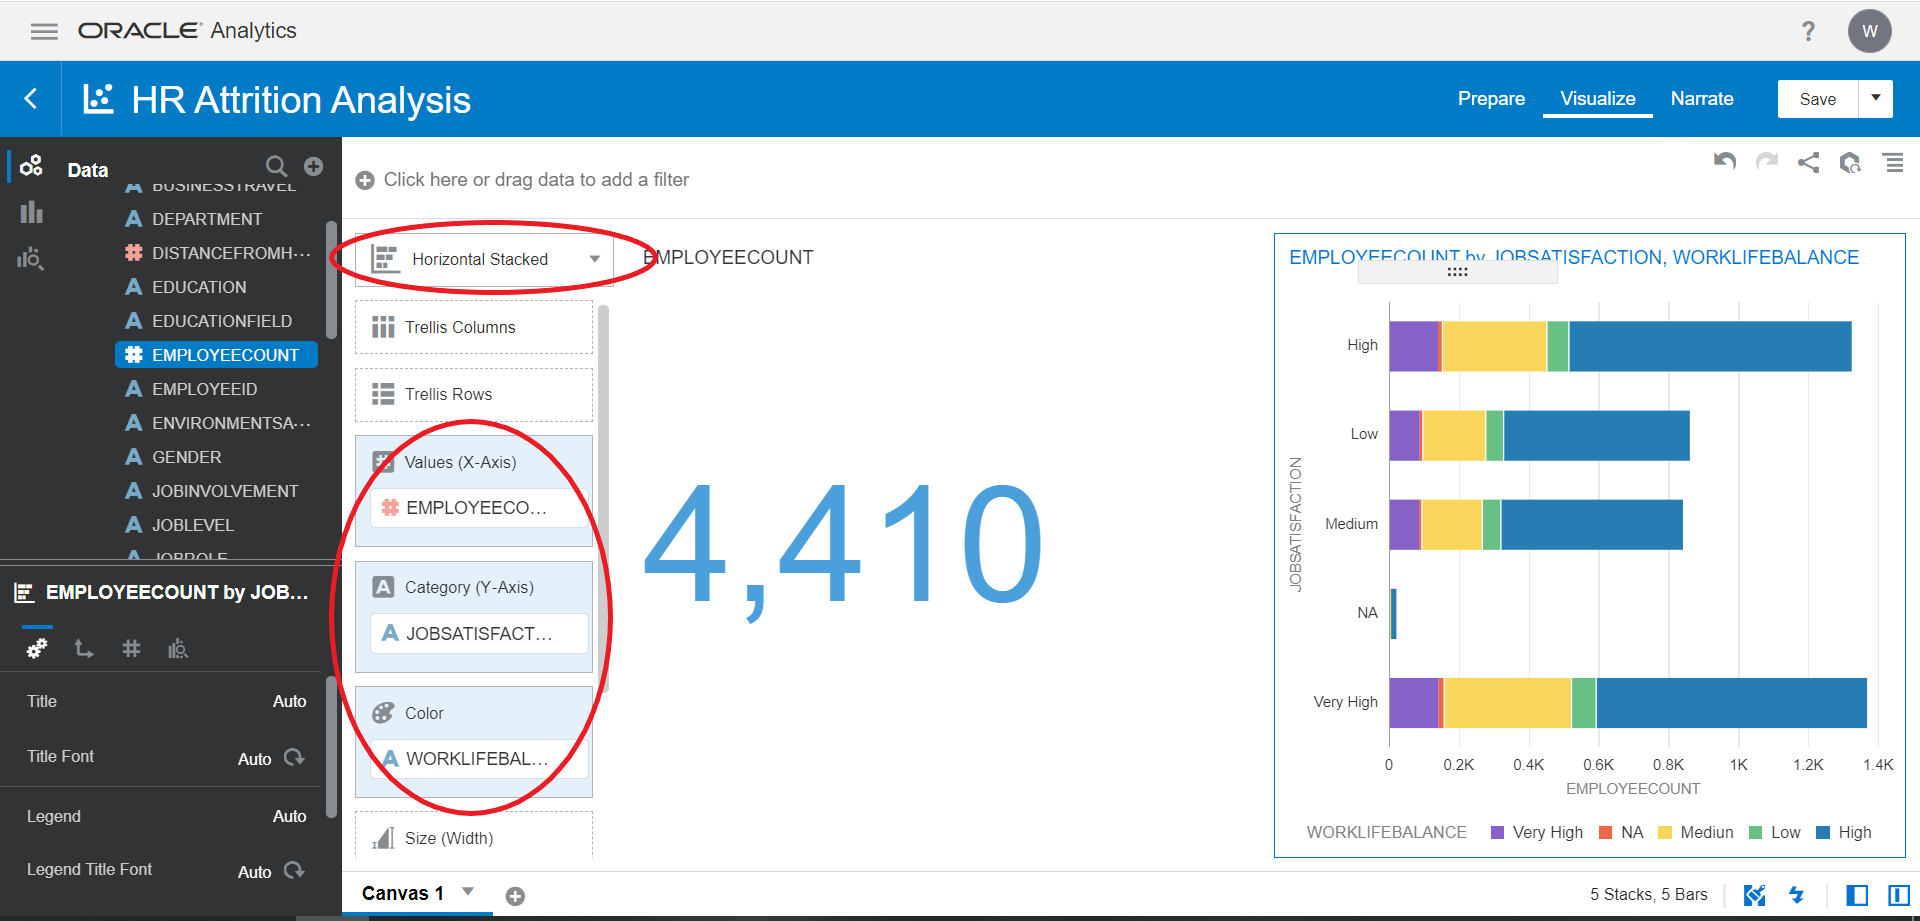 ORACLE Analytics
?
W
HR Attrition Analysis
Prepare
Visualize
Narrate
Save
Data
BUSINESSTRAVEL
DEPARTMENT
DISTANCEFROMH...
EDUCATION
EDUCATIONFIELD
EMPLOYEECOUNT
EMPLOYEEID
ENVIRONMENTSA...
GENDER
JOBINVOLVEMENT
JOBLEVEL
JOBROLE
EMPLOYEECOUNT by JOB...
Title Auto
Title Font Auto
Legend Auto
Legend Title Font Auto
Click here or drag data to add a filter
Horizontal Stacked
Trellis Columns
Trellis Rows
Values (X-Axis)
EMPLOYEECO...
Category (Y-Axis)
A JOBSATISFACT...
Color
A WORKLIFEBAL...
Size (Width)
EMPLOYEECOUNT
4,410
EMPLOYEECOUNT by JOBSATISFACTION, WORKLIFEBALANCE
JOBSATISFACTION
High
Low
Medium
NA
Very High
0 0.2K 0.4K 0.6K 0.8K 1K 1.2K 1.4K
EMPLOYEECOUNT
WORKLIFEBALANCE Very High NA Mediun Low High
Canvas 1
5 Stacks, 5 Bars